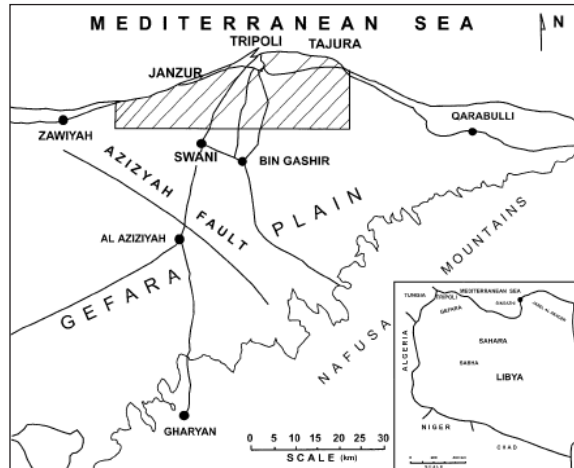 MEDITERRANEAN SEA
N
TRIPOLI
TAJURA
JANZUR
QARABULLI
ZAWIYAH
SWANI
BIN GASHIR
AZIZYAH FAULT
GEFARA PLAIN
AL AZIZIYAH
NAFUSA MOUNTAINS
GHARYAN
0 5 10 15 20 25 30
SCALE (km)
MEDITERRANEAN SEA
TRIPOLI
GEFARA
ALGERIA
SAHARA
SABHA
LIBYA
NIGER
CHAD
SCALE